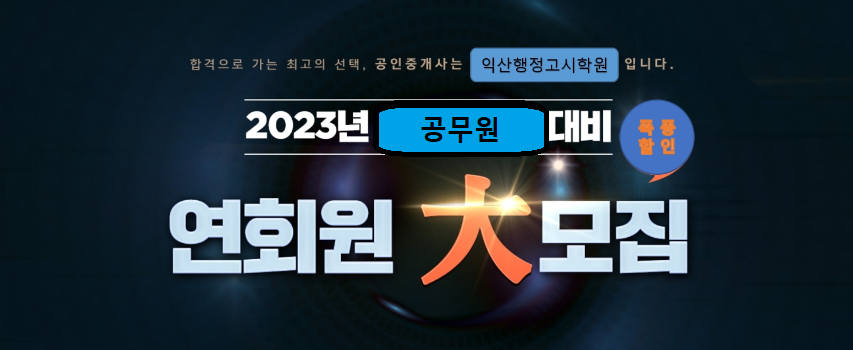 합격으로 가는 최고의 선택, 공인중개사는 익산행정고시학원 입니다.
2023년 공무원 대비
폭풍
할인
연회원 大모집